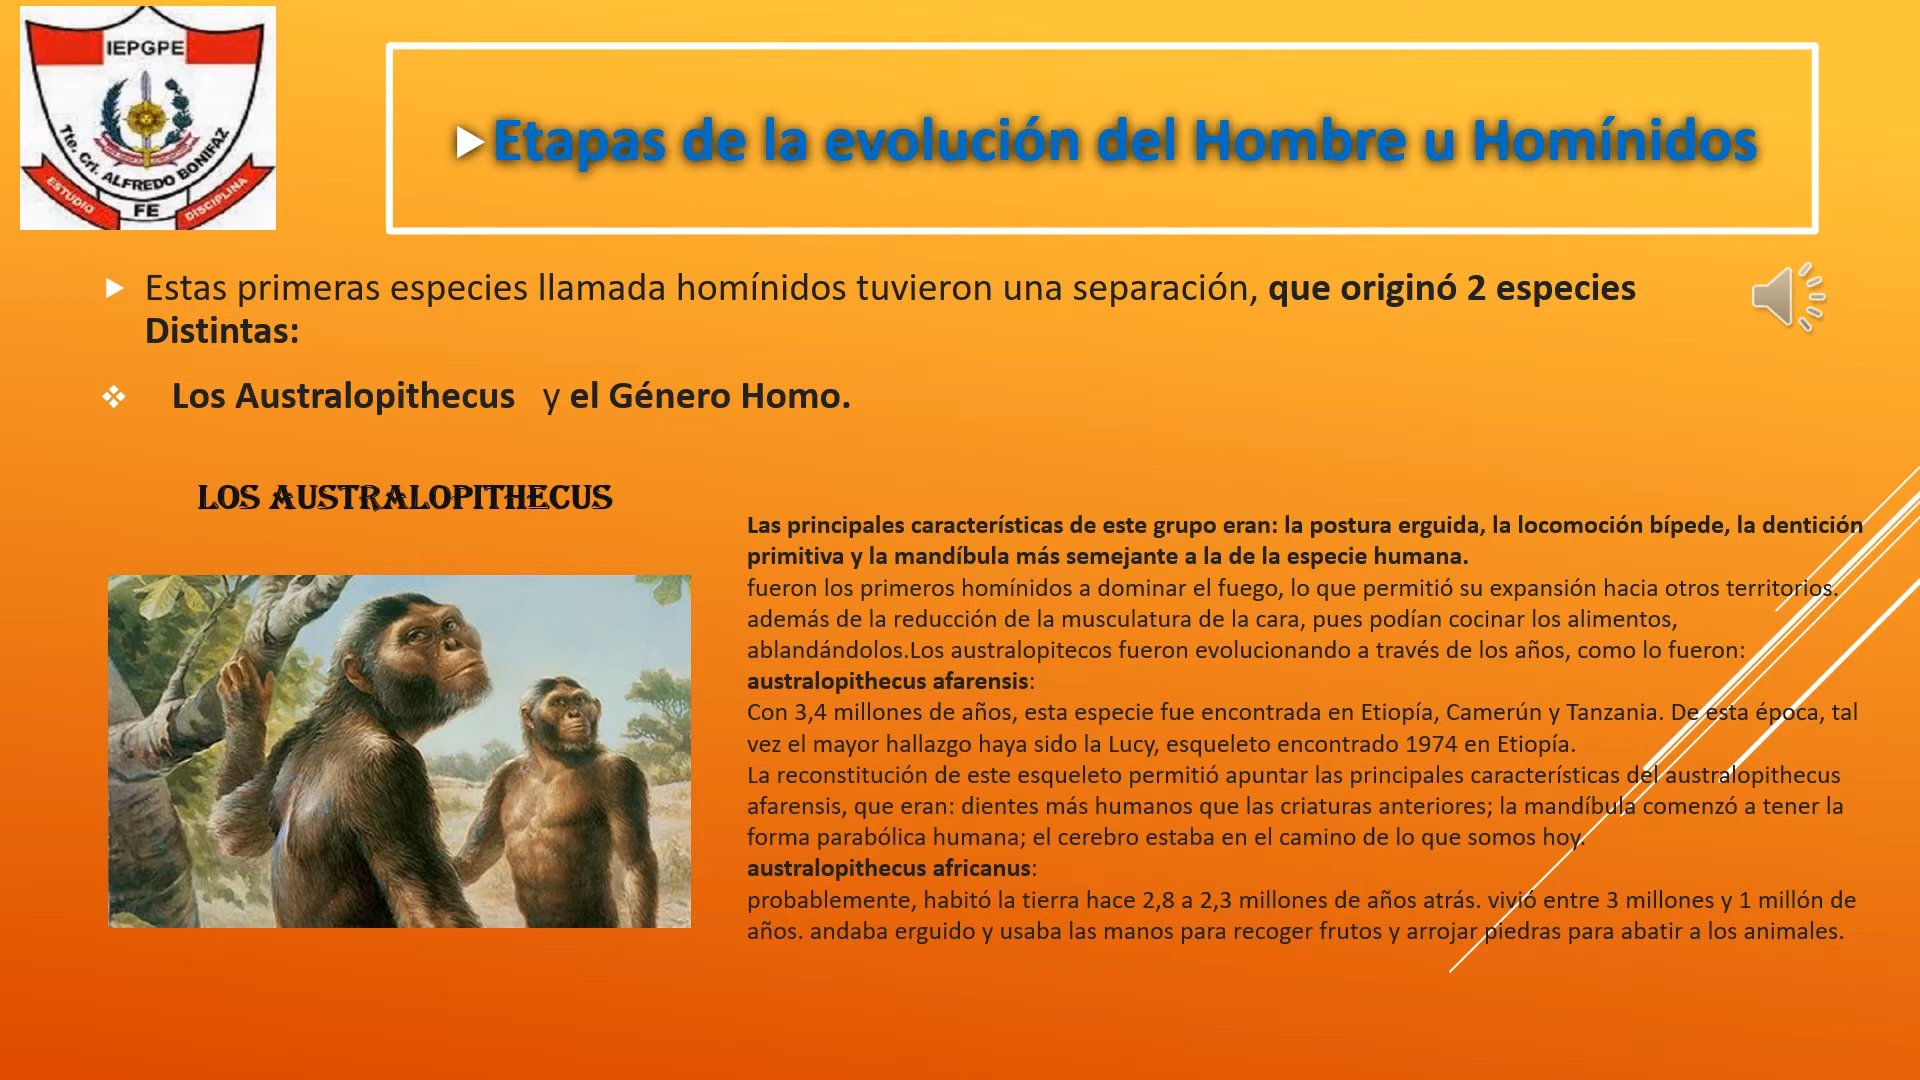 IEPGPE
Tte. Crl. ALFREDO BONIFAZ
ESTUDIO
FE
DISCIPLINA
Etapas de la evolución del Hombre u Homínidos
Estas primeras especies llamada homínidos tuvieron una separación, que originó 2 especies
Distintas:
Los Australopithecus y el Género Homo.
LOS AUSTRALOPITHECUS
Las principales características de este grupo eran: la postura erguida, la locomoción bípede, la dentición
primitiva y la mandíbula más semejante a la de la especie humana.
fueron los primeros homínidos a dominar el fuego, lo que permitió su expansión hacia otros territorios.
además de la reducción de la musculatura de la cara, pues podían cocinar los alimentos,
ablandándolos.Los australopitecos fueron evolucionando a través de los años, como lo fueron:
australopithecus afarensis:
Con 3,4 millones de años, esta especie fue encontrada en Etiopía, Camerún y Tanzania. De esta época, tal
vez el mayor hallazgo haya sido la Lucy, esqueleto encontrado 1974 en Etiopía.
La reconstitución de este esqueleto permitió apuntar las principales características del australopithecus
afarensis, que eran: dientes más humanos que las criaturas anteriores; la mandíbula comenzó a tener la
forma parabólica humana; el cerebro estaba en el camino de lo que somos hoy.
australopithecus africanus:
probablemente, habitó la tierra hace 2,8 a 2,3 millones de años atrás. vivió entre 3 millones y 1 millón de
años. andaba erguido y usaba las manos para recoger frutos y arrojar piedras para abatir a los animales.